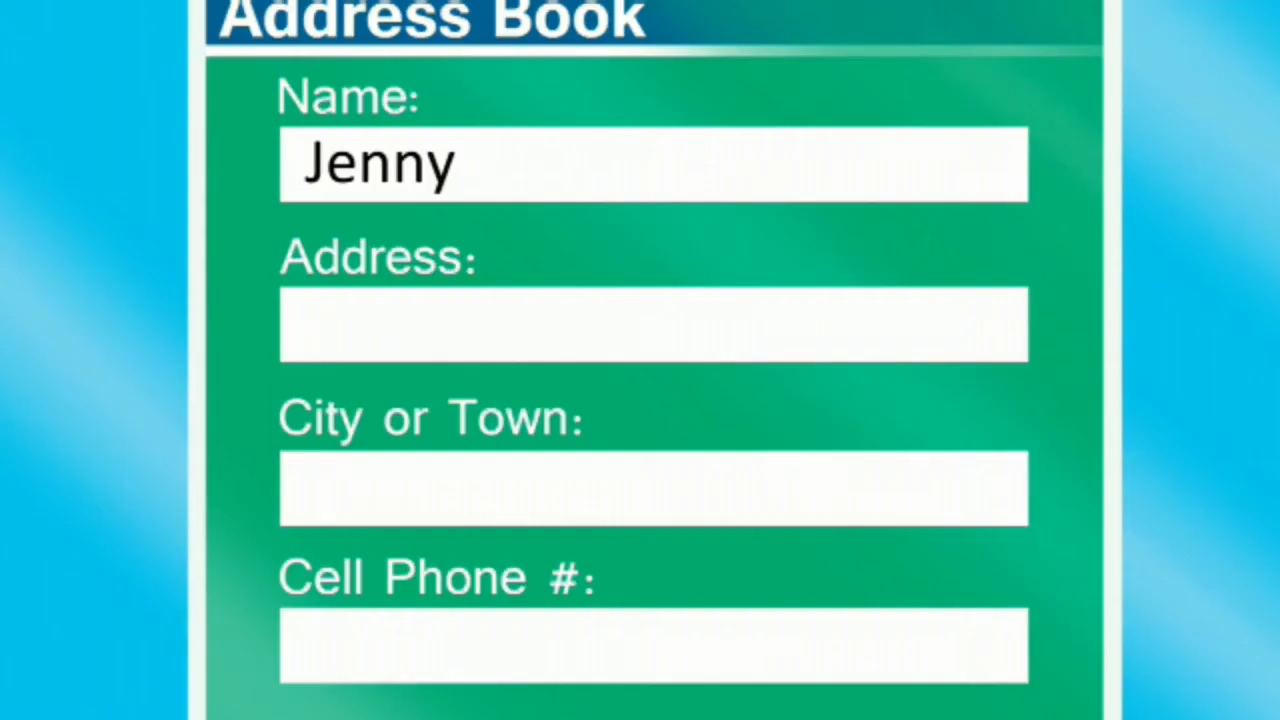 Address Book
Name:
Jenny
Address:
City or Town:
Cell Phone #: